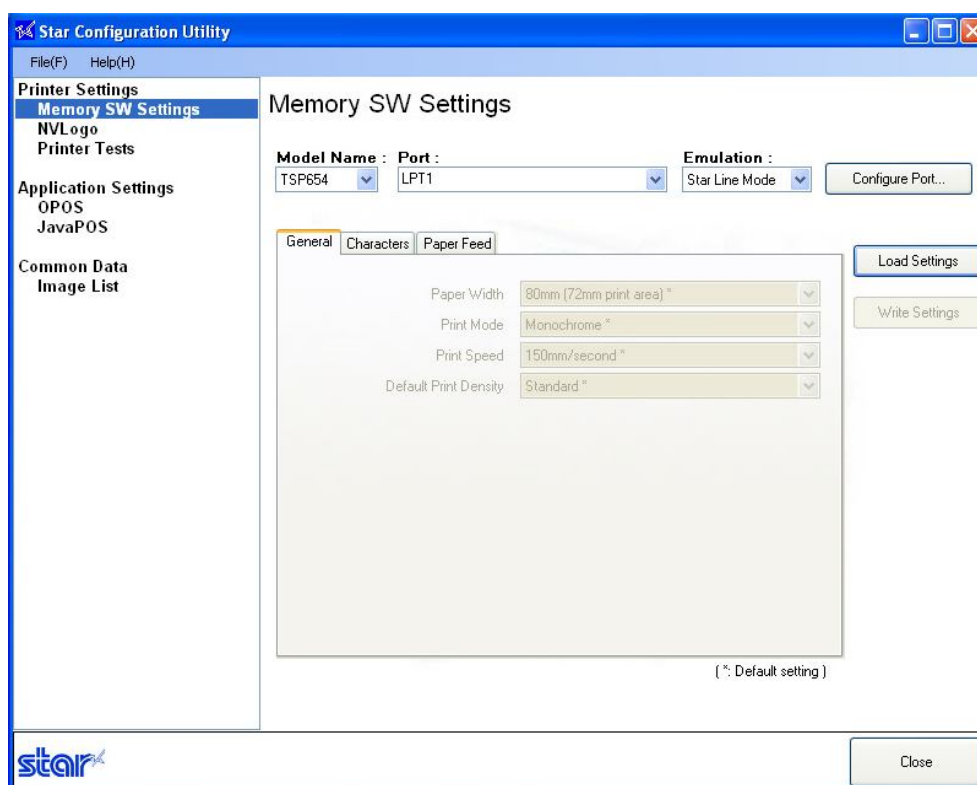 Star Configuration Utility
File(F) Help(H)
Printer Settings
Memory SW Settings
NVLogo
Printer Tests
Application Settings
OPOS
JavaPOS
Common Data
Image List
Memory SW Settings
Model Name : Port : Emulation :
TSP654 LPT1 Star Line Mode Configure Port...
General Characters Paper Feed
Load Settings
Write Settings
Paper Width 80mm (72mm print area) *
Print Mode Monochrome *
Print Speed 150mm/second *
Default Print Density Standard *
( *: Default setting )
star
Close